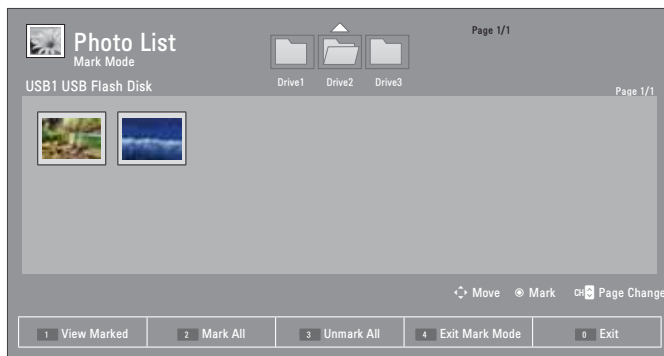 Photo List
Mark Mode
Page 1/1
USB1 USB Flash Disk
Drive1 Drive2 Drive3
Page 1/1
Move Mark CH Page Change
1 View Marked 2 Mark All 3 Unmark All 4 Exit Mark Mode 0 Exit